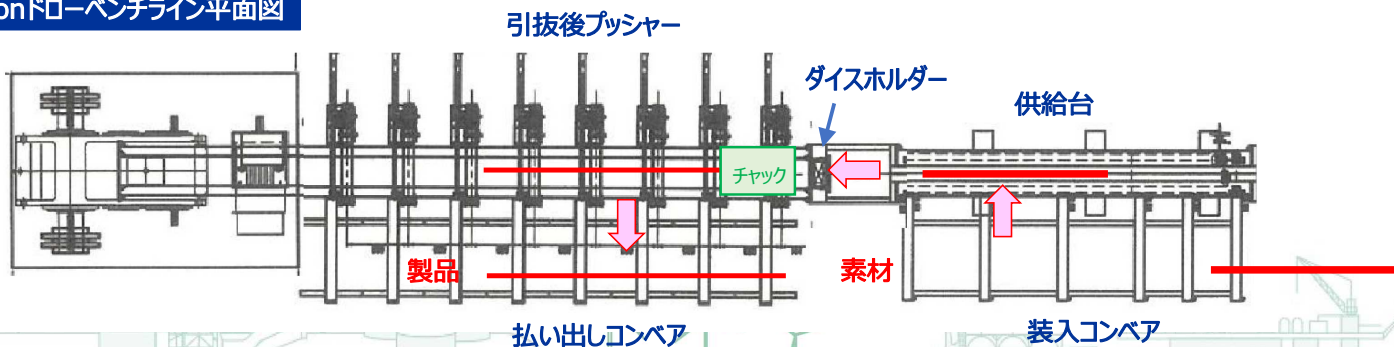 onドローベンチライン平面図
引抜後プッシャー
ダイスホルダー
供給台
チャック
製品
素材
払い出しコンベア
装入コンベア